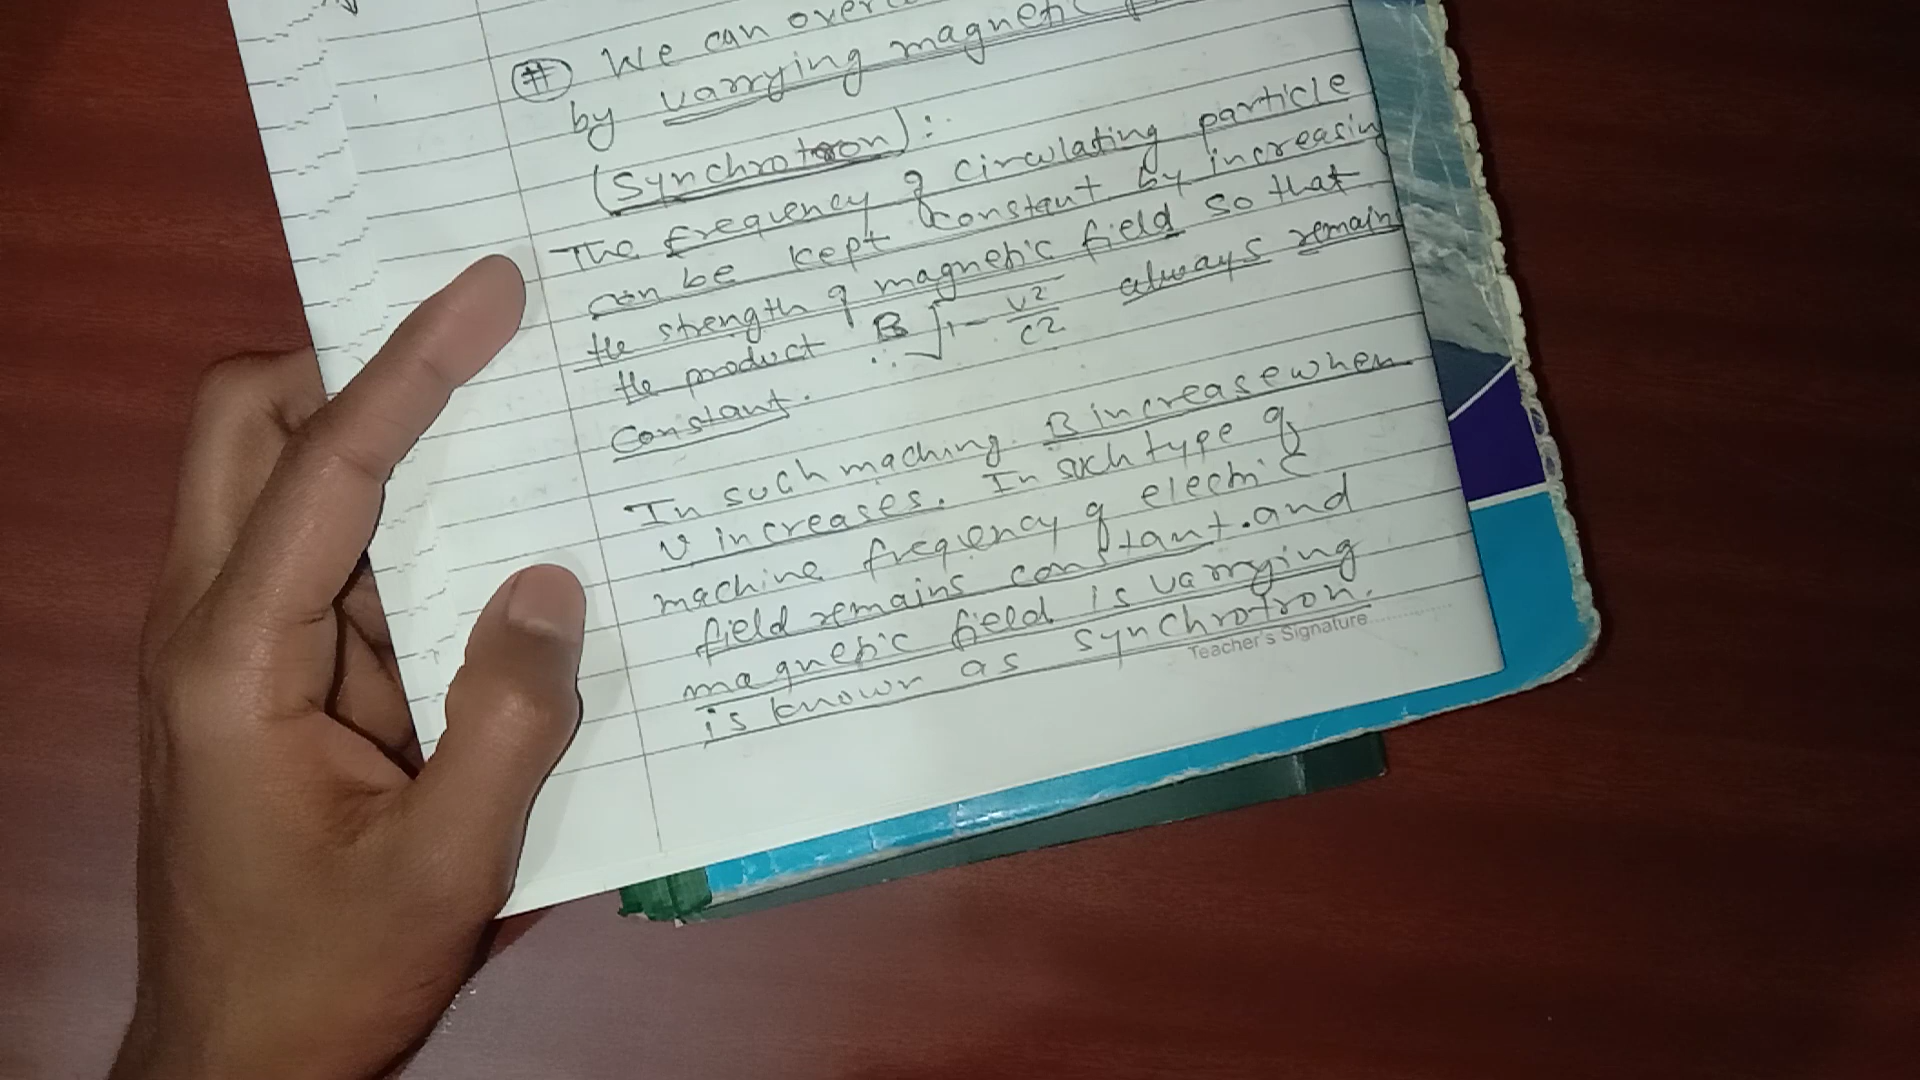 # We can
by varrying magnetic
(Synchrotron):
The frequency of circulating particle
can be kept constant by increasing
the strength of magnetic field so that
the product B √1 - v2/c2 always remain
constant.
In such maching B increase when
v increases. In such type of
machine frequency of electric
field remains constant. and
magnetic field is varrying
is known as synchrotron.
Teacher's Signature